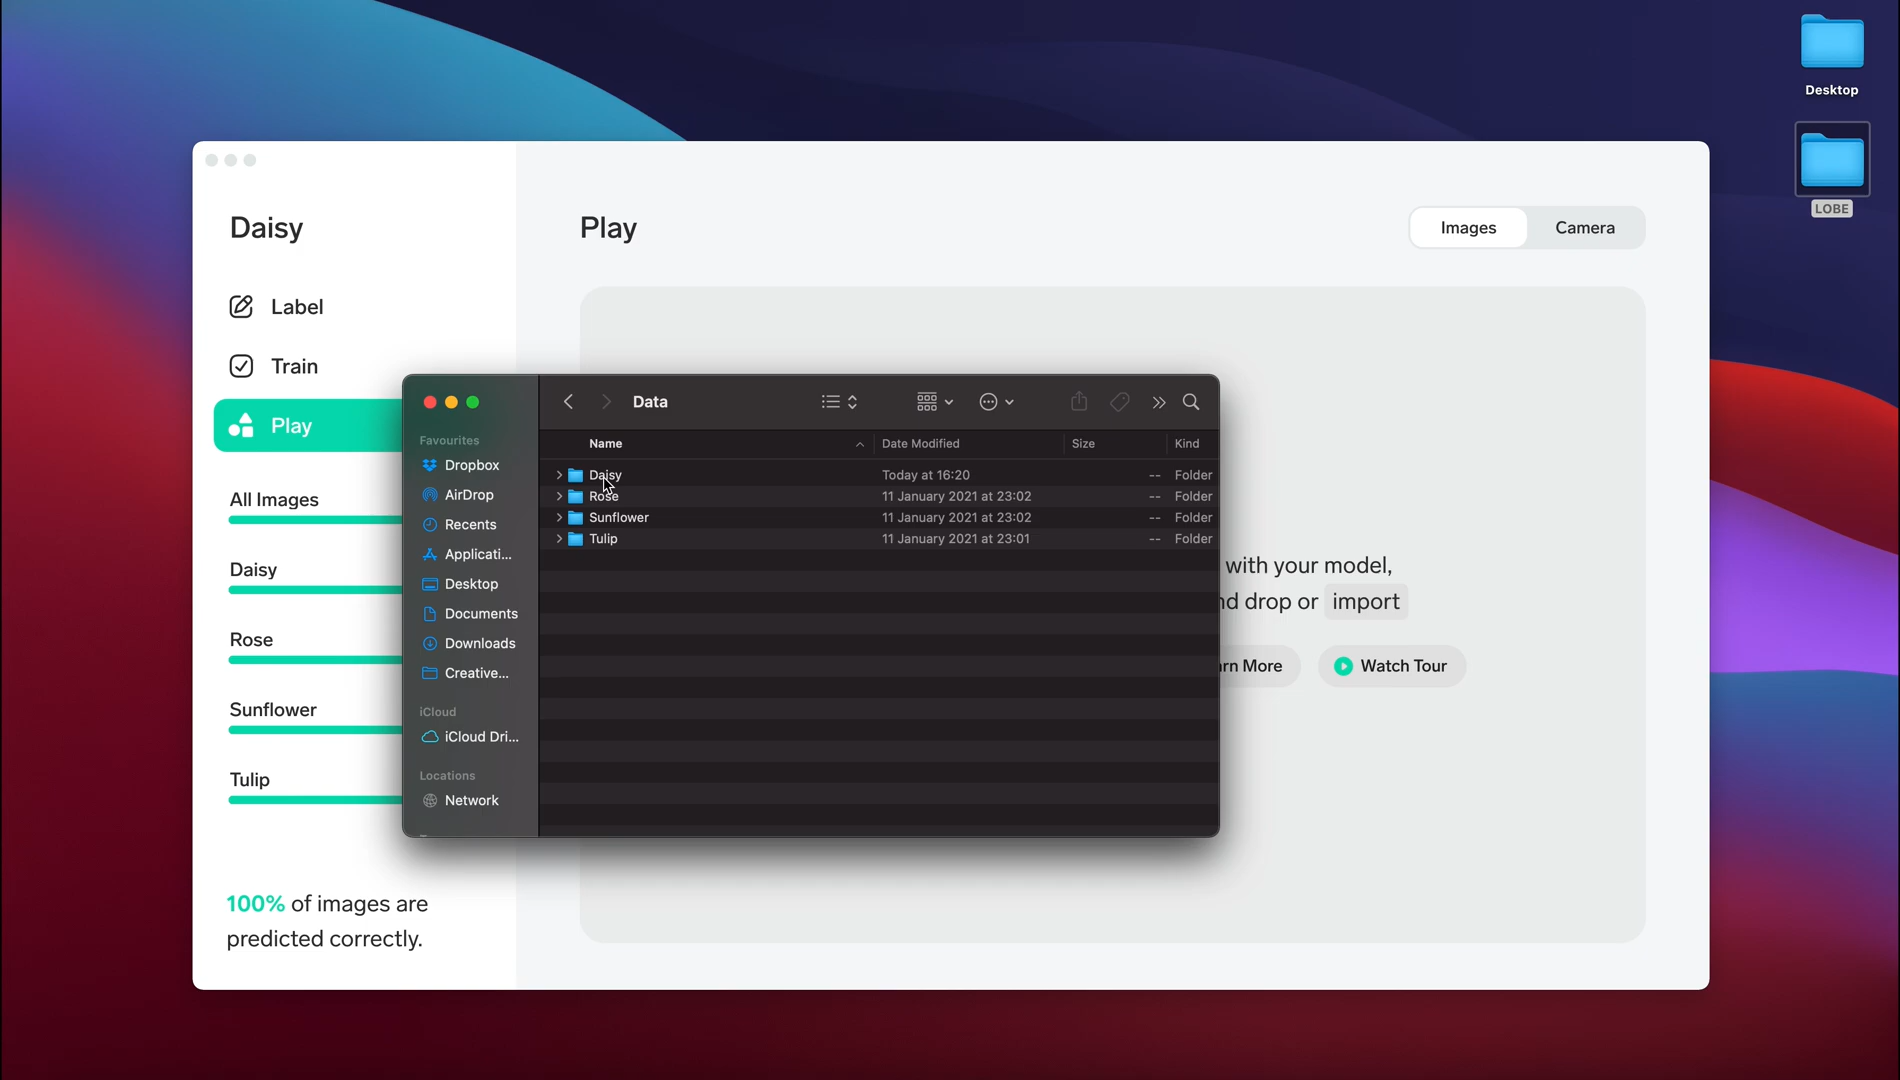 Desktop
LOBE
Daisy
Label
Train
Play
All Images
Daisy
Rose
Sunflower
Tulip
100% of images are
predicted correctly.
Play
Images
Camera
with your model,
drop or import
More
Watch Tour
Favourites
Dropbox
AirDrop
Recents
Applicati...
Desktop
Documents
Downloads
Creative...
iCloud
iCloud Dri...
Locations
Network
Data
Name Date Modified Size Kind
Daisy Today at 16:20 -- Folder
Rose 11 January 2021 at 23:02 -- Folder
Sunflower 11 January 2021 at 23:02 -- Folder
Tulip 11 January 2021 at 23:01 -- Folder